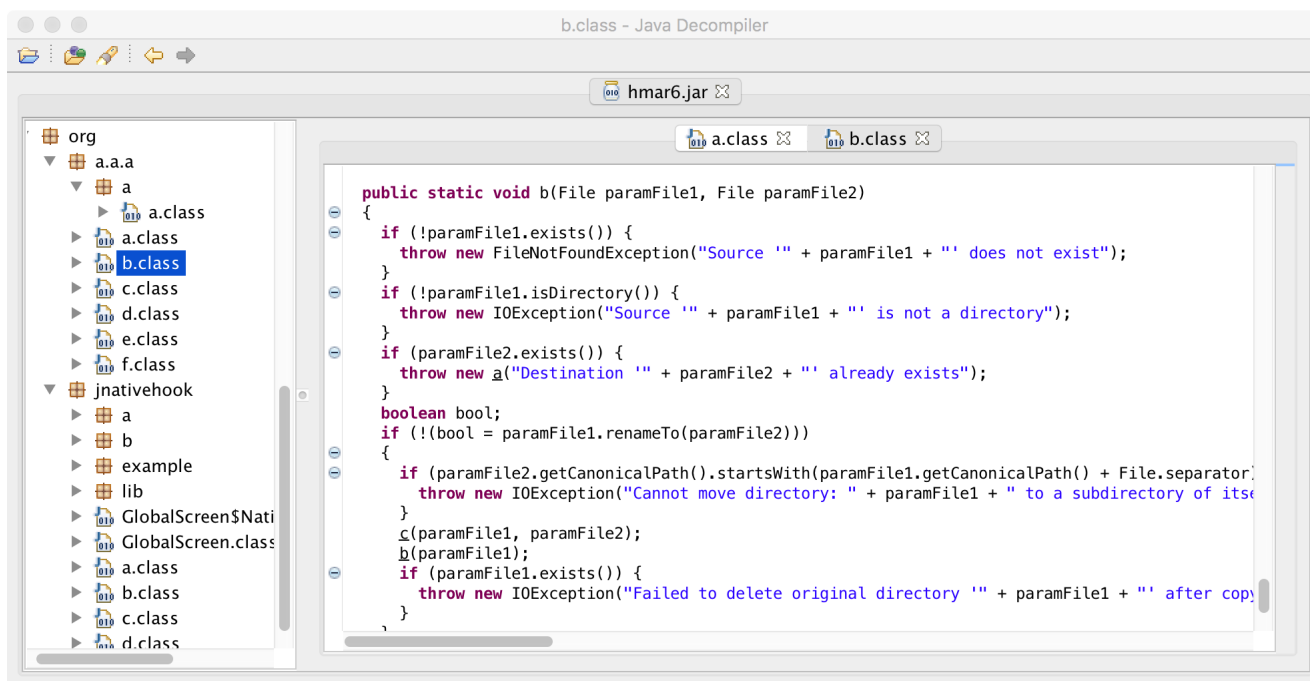 b.class - Java Decompiler
hmar6.jar
org
a.a.a
a
a.class
a.class
b.class
c.class
d.class
e.class
f.class
jnativehook
a
b
example
lib
GlobalScreen$Nati
GlobalScreen.class
a.class
b.class
c.class
d.class
a.class b.class
public static void b(File paramFile1, File paramFile2)
{
if (!paramFile1.exists()) {
throw new FileNotFoundException("Source '" + paramFile1 + "' does not exist");
}
if (!paramFile1.isDirectory()) {
throw new IOException("Source '" + paramFile1 + "' is not a directory");
}
if (paramFile2.exists()) {
throw new a("Destination '" + paramFile2 + "' already exists");
}
boolean bool;
if (!(bool = paramFile1.renameTo(paramFile2)))
{
if (paramFile2.getCanonicalPath().startsWith(paramFile1.getCanonicalPath() + File.separator)
throw new IOException("Cannot move directory: " + paramFile1 + " to a subdirectory of itse
}
c(paramFile1, paramFile2);
b(paramFile1);
if (paramFile1.exists()) {
throw new IOException("Failed to delete original directory '" + paramFile1 + "' after copy
}
}